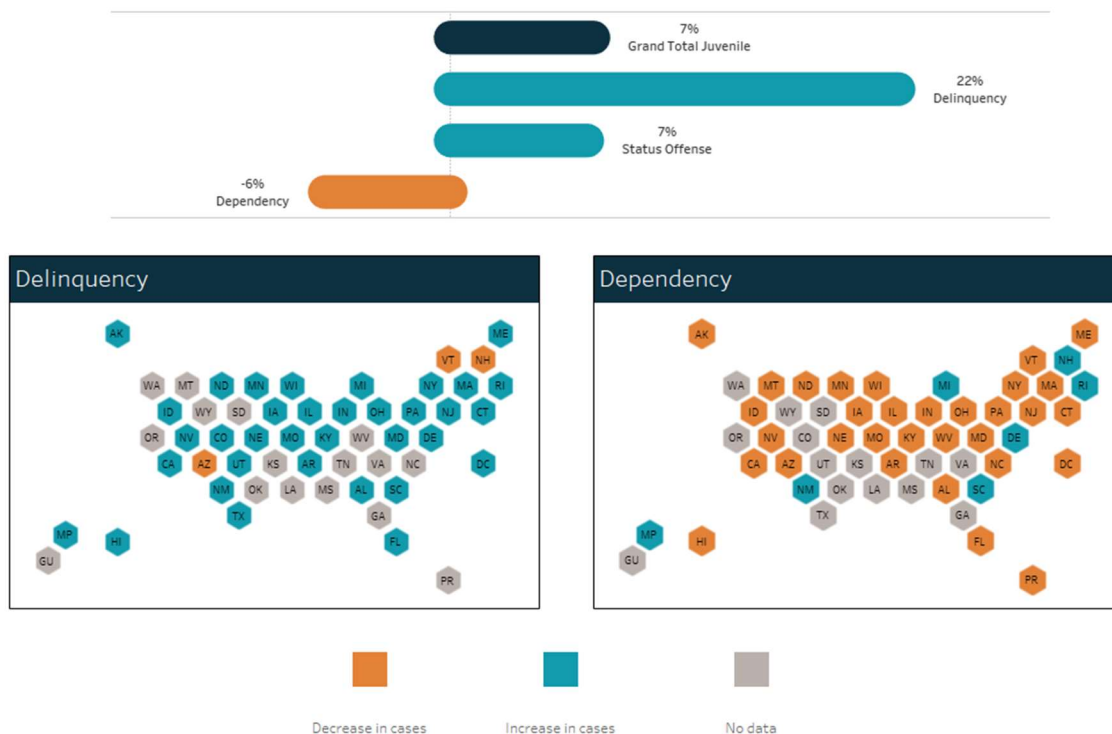 7%
Grand Total Juvenile
22%
Delinquency
7%
Status Offense
-6%
Dependency
Delinquency
AK
ME
VT NH
WA MT ND MN WI MI NY MA RI
ID WY SD IA IL IN OH PA NJ CT
OR NV CO NE MO KY WV MD DE
CA AZ UT KS AR TN VA NC DC
NM OK LA MS AL SC
TX GA
MP HI FL
GU
PR
Dependency
AK
ME
VT NH
WA MT ND MN WI MI NY MA RI
ID WY SD IA IL IN OH PA NJ CT
OR NV CO NE MO KY WV MD DE
CA AZ UT KS AR TN VA NC DC
NM OK LA MS AL SC
TX GA
MP HI FL
GU
PR
Decrease in cases
Increase in cases
No data